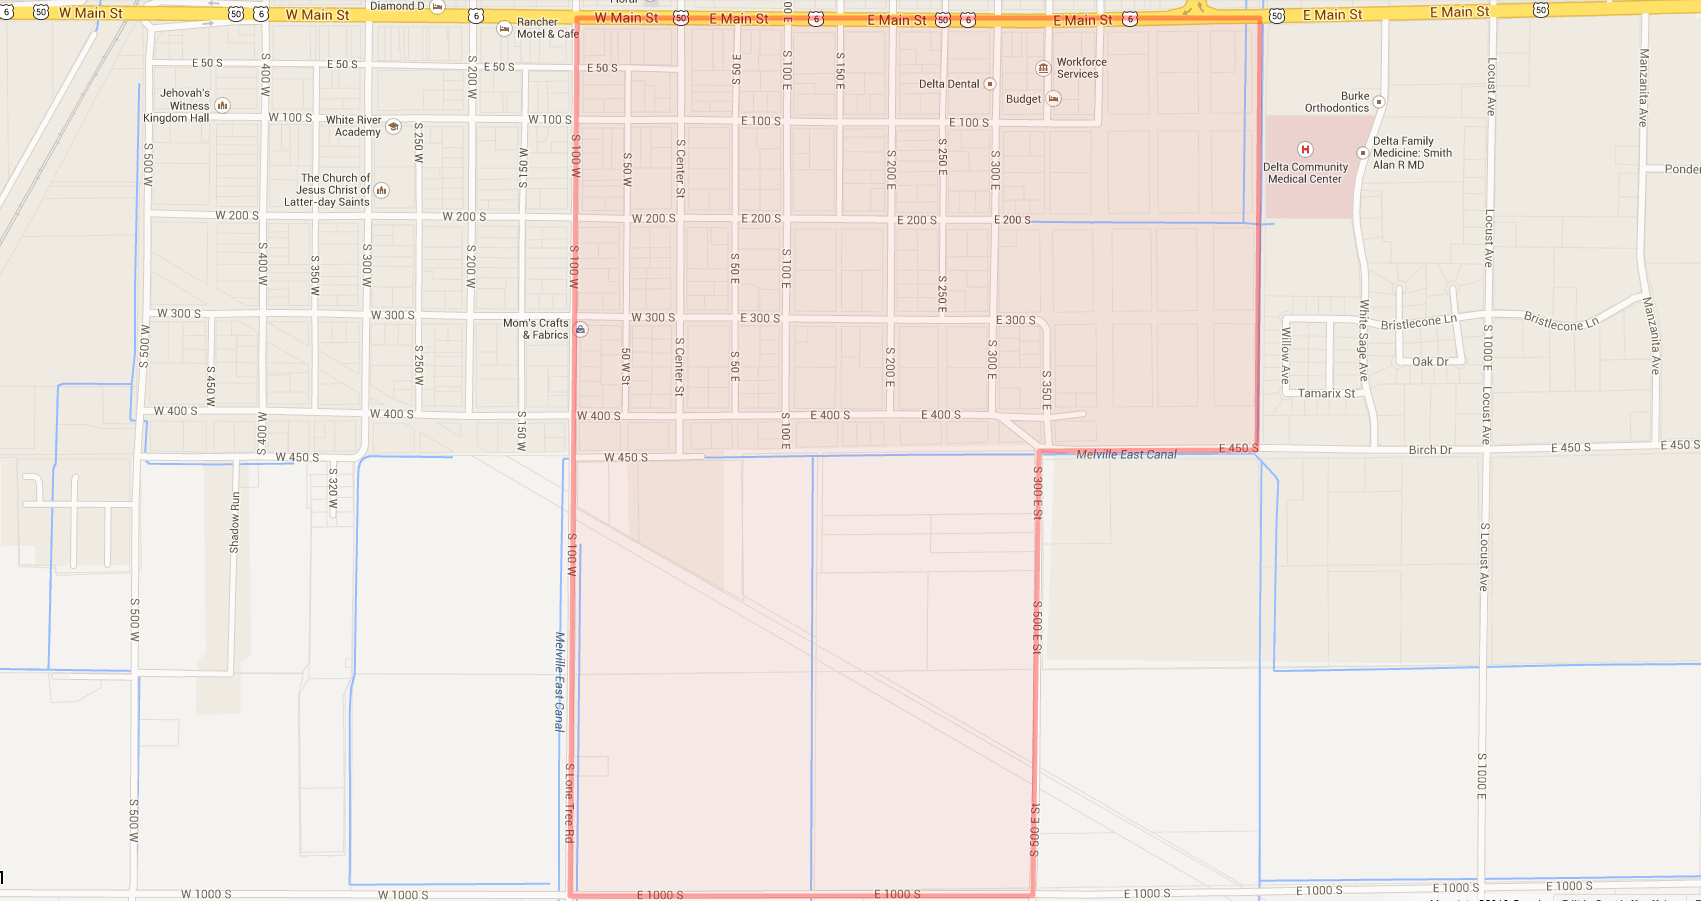 6
50
W Main St
50
6
W Main St
Diamond D
6
Rancher
Motel & Cafe
W Main St
50
E Main St
6
E Main St
50
6
E Main St
6
50
E Main St
E Main St
50
E 50 S
E 50 S
E 50 S
E 50 S
S 400 W
S 200 W
S 50 E
S 100 E
S 150 E
Delta Dental
Workforce
Services
Budget
Burke
Orthodontics
Locust Ave
Manzanita Ave
Jehovah's
Witness
Kingdom Hall
W 100 S
White River
Academy
W 100 S
E 100 S
E 100 S
S 500 W
S 250 W
S 150 W
S 100 W
S 50 W
S Center St
S 200 E
S 250 E
S 300 E
Delta Community
Medical Center
H
Delta Family
Medicine: Smith
Alan R MD
Ponder
The Church of
Jesus Christ of
Latter-day Saints
W 200 S
W 200 S
W 200 S
E 200 S
E 200 S
E 200 S
S 400 W
S 350 W
S 300 W
S 200 W
S 100 W
S 50 E
S 100 E
S 250 E
Locust Ave
W 300 S
W 300 S
W 300 S
E 300 S
E 300 S
Mom's Crafts
& Fabrics
Bristlecone Ln
Bristlecone Ln
Oak Dr
Tamarix St
Willow Ave
White Sage Ave
S 1000 E
Manzanita Ave
S 500 W
S 450 W
S 250 W
50 W St
S Center St
S 50 E
S 200 E
S 300 E
S 350 E
Locust Ave
W 400 S
W 400 S
W 400 S
E 400 S
E 400 S
S 400 W
S 150 W
S 100 E
W 450 S
W 450 S
Melville East Canal
E 450 S
Birch Dr
E 450 S
E 450 S
S 320 W
Shadow Run
S 100 W
S 300 E St
S Locust Ave
S 500 W
Melville East Canal
S 500 E St
S 500 W
S Lone Tree Rd
S 600 E St
S 1000 E
1
W 1000 S
W 1000 S
E 1000 S
E 1000 S
E 1000 S
E 1000 S
E 1000 S
E 1000 S